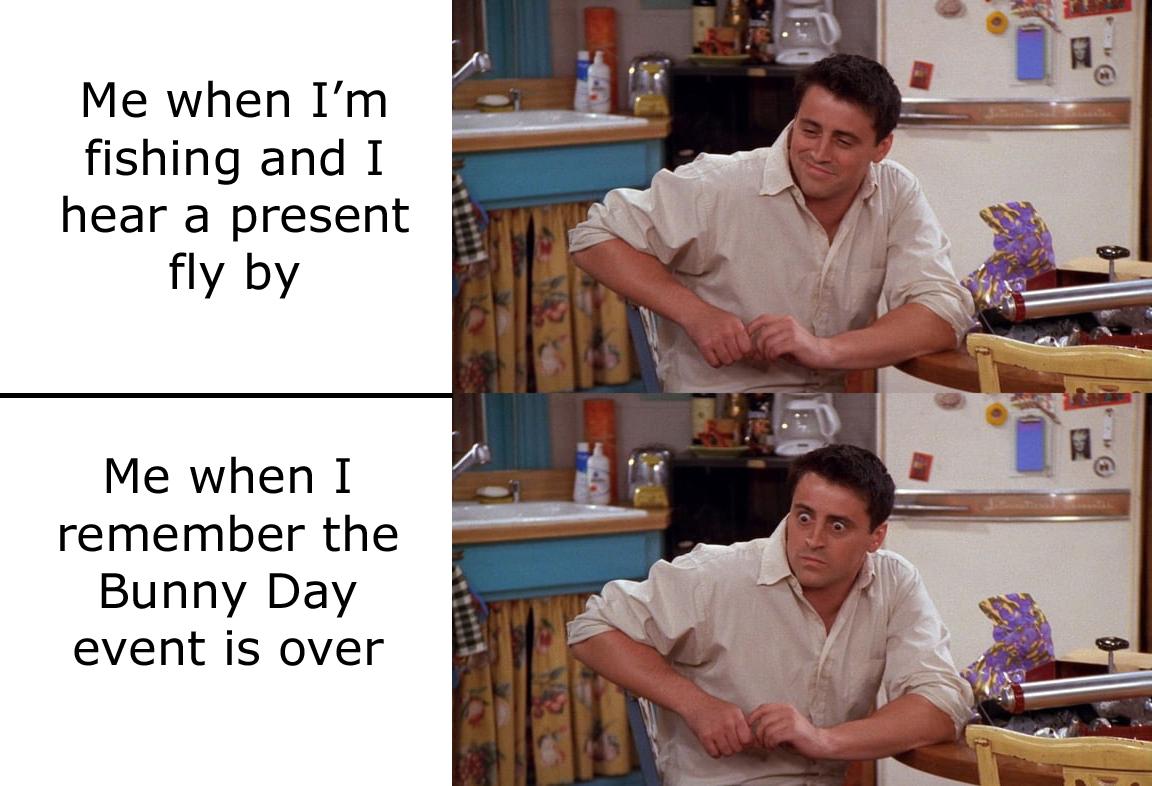 Me when I’m
fishing and I
hear a present
fly by
Me when I
remember the
Bunny Day
event is over